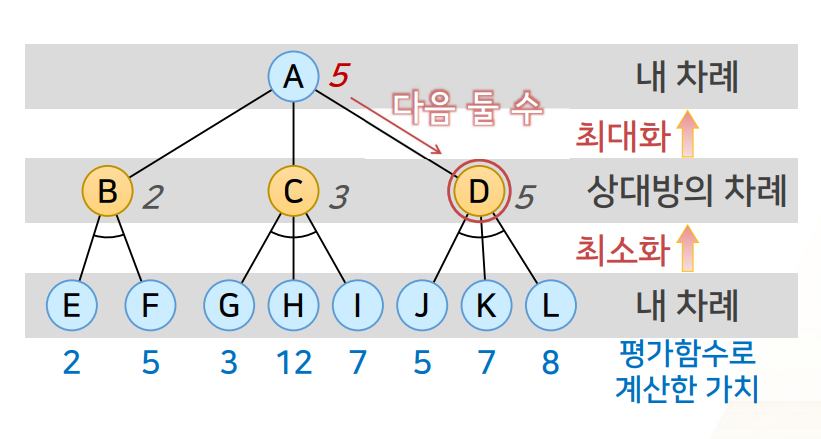 A 5 내 차례
다음 둘 수
최대화
B 2 C 3 D 5 상대방의 차례
최소화
E F G H I J K L 내 차례
2 5 3 12 7 5 7 8 평가함수로
계산한 가치